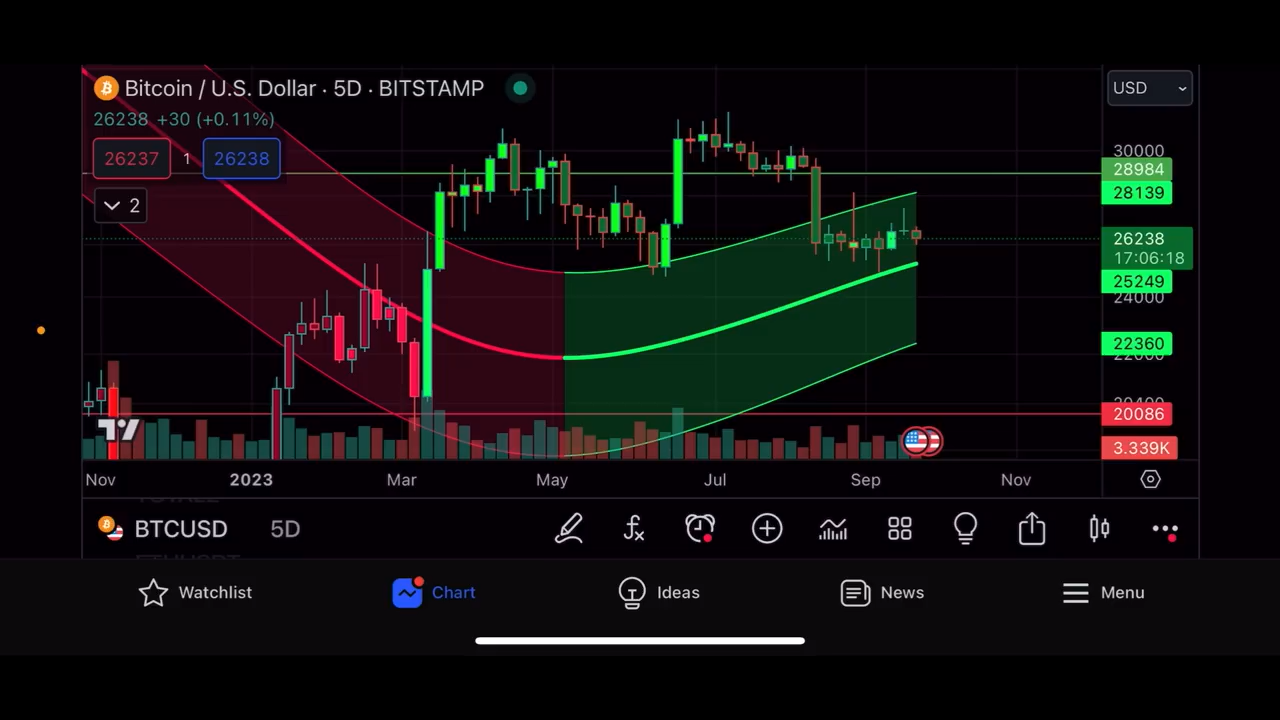 Bitcoin / U.S. Dollar · 5D · BITSTAMP
USD
26238 +30 (+0.11%)
26237 1 26238
2
30000
28984
28139
26238
17:06:18
25249
24000
22360
22000
20400
20086
3.339K
Nov 2023 Mar May Jul Sep Nov
BTCUSD 5D
Watchlist Chart Ideas News Menu